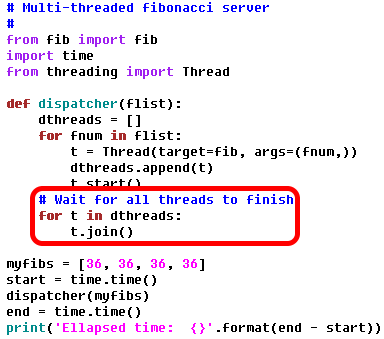 # Multi-threaded fibonacci server
#
from fib import fib
import time
from threading import Thread

def dispatcher(flist):
    dthreads = []
    for fnum in flist:
        t = Thread(target=fib, args=(fnum,))
        dthreads.append(t)
        t.start()
    # Wait for all threads to finish
    for t in dthreads:
        t.join()

myfibs = [36, 36, 36, 36]
start = time.time()
dispatcher(myfibs)
end = time.time()
print('Ellapsed time:  {}'.format(end - start))